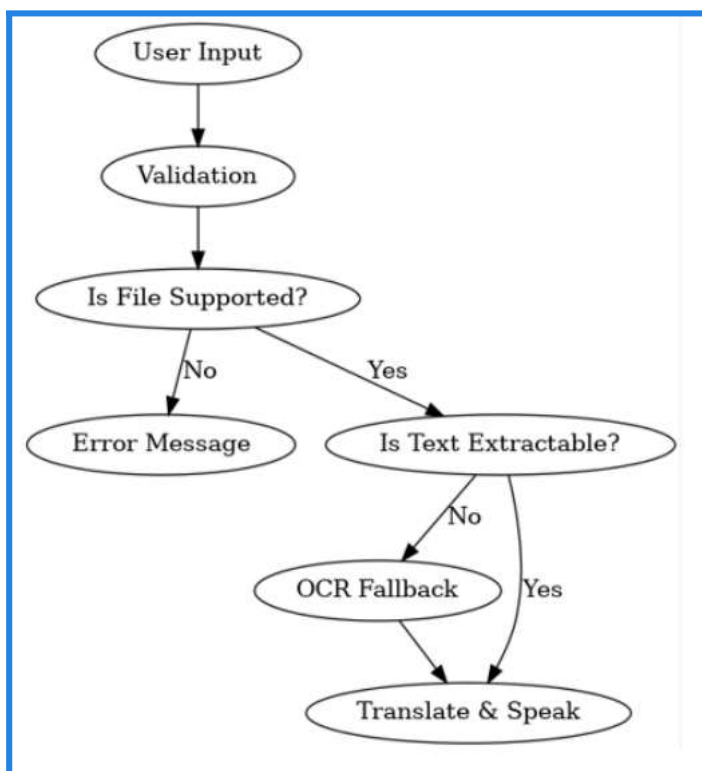 User Input
Validation
Is File Supported?
No
Yes
Error Message
Is Text Extractable?
No
OCR Fallback
Yes
Translate & Speak